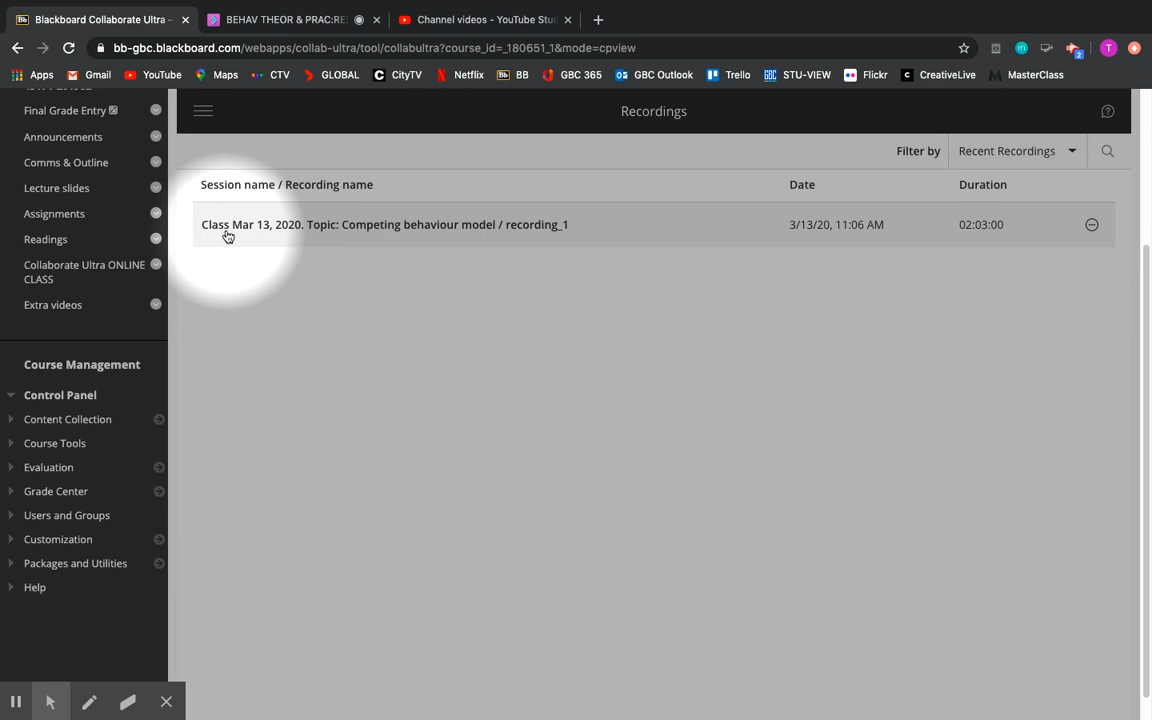 Blackboard Collaborate Ultra –
BEHAV THEOR & PRAC:RE
Channel videos - YouTube Stu
bb-gbc.blackboard.com/webapps/collab-ultra/tool/collabultra?course_id=_180651_1&mode=cpview
Apps Gmail YouTube Maps CTV GLOBAL CityTV Netflix BB GBC 365 GBC Outlook Trello STU-VIEW Flickr CreativeLive MasterClass
Final Grade Entry
Announcements
Comms & Outline
Lecture slides
Assignments
Readings
Collaborate Ultra ONLINE
CLASS
Extra videos
Course Management
Control Panel
Content Collection
Course Tools
Evaluation
Grade Center
Users and Groups
Customization
Packages and Utilities
Help
Recordings
Filter by Recent Recordings
Session name / Recording name Date Duration
Class Mar 13, 2020. Topic: Competing behaviour model / recording_1 3/13/20, 11:06 AM 02:03:00